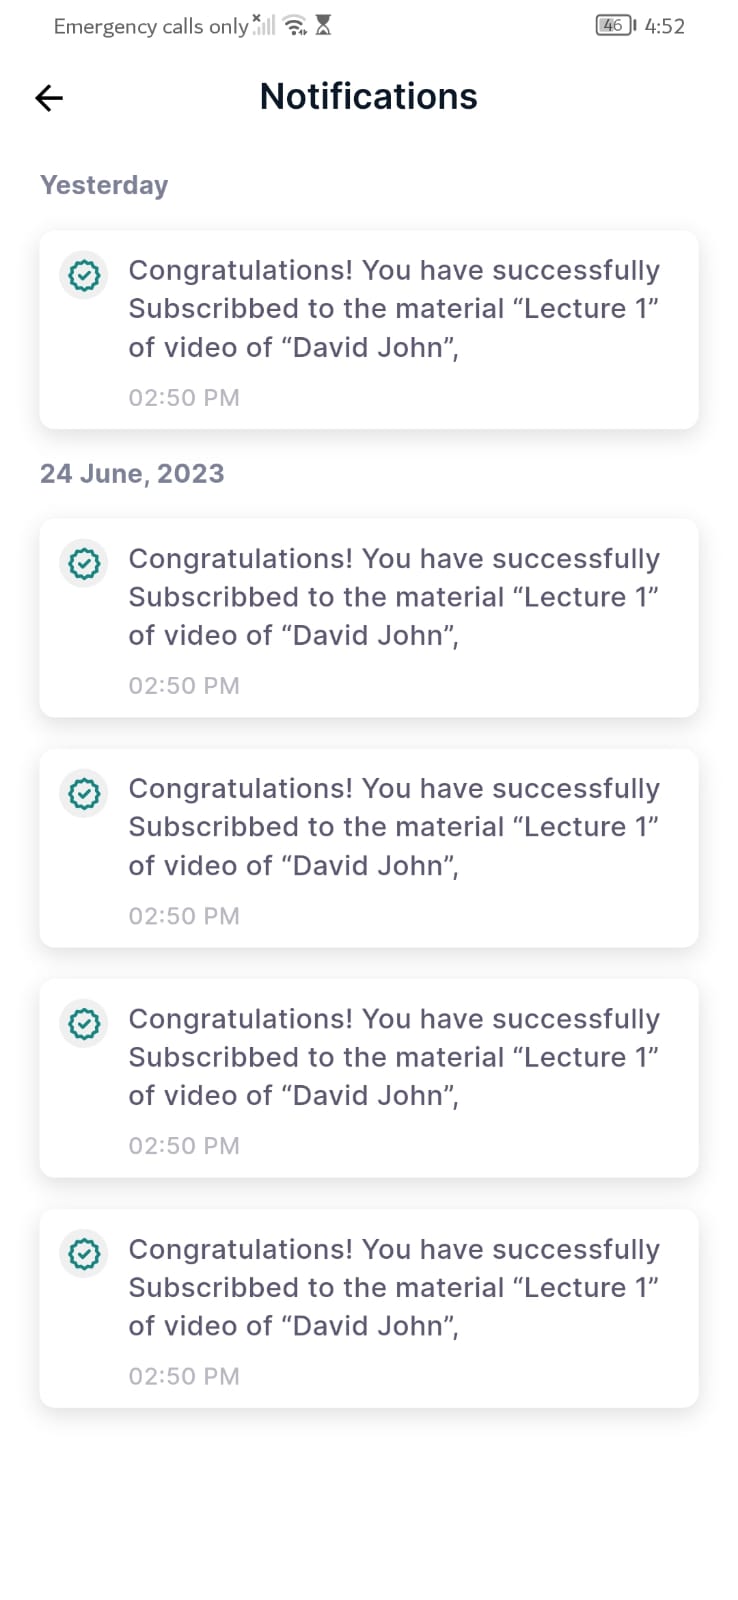 Emergency calls only 46 4:52
Notifications
Yesterday
Congratulations! You have successfully
Subscribbed to the material “Lecture 1”
of video of “David John”,
02:50 PM
24 June, 2023
Congratulations! You have successfully
Subscribbed to the material “Lecture 1”
of video of “David John”,
02:50 PM
Congratulations! You have successfully
Subscribbed to the material “Lecture 1”
of video of “David John”,
02:50 PM
Congratulations! You have successfully
Subscribbed to the material “Lecture 1”
of video of “David John”,
02:50 PM
Congratulations! You have successfully
Subscribbed to the material “Lecture 1”
of video of “David John”,
02:50 PM